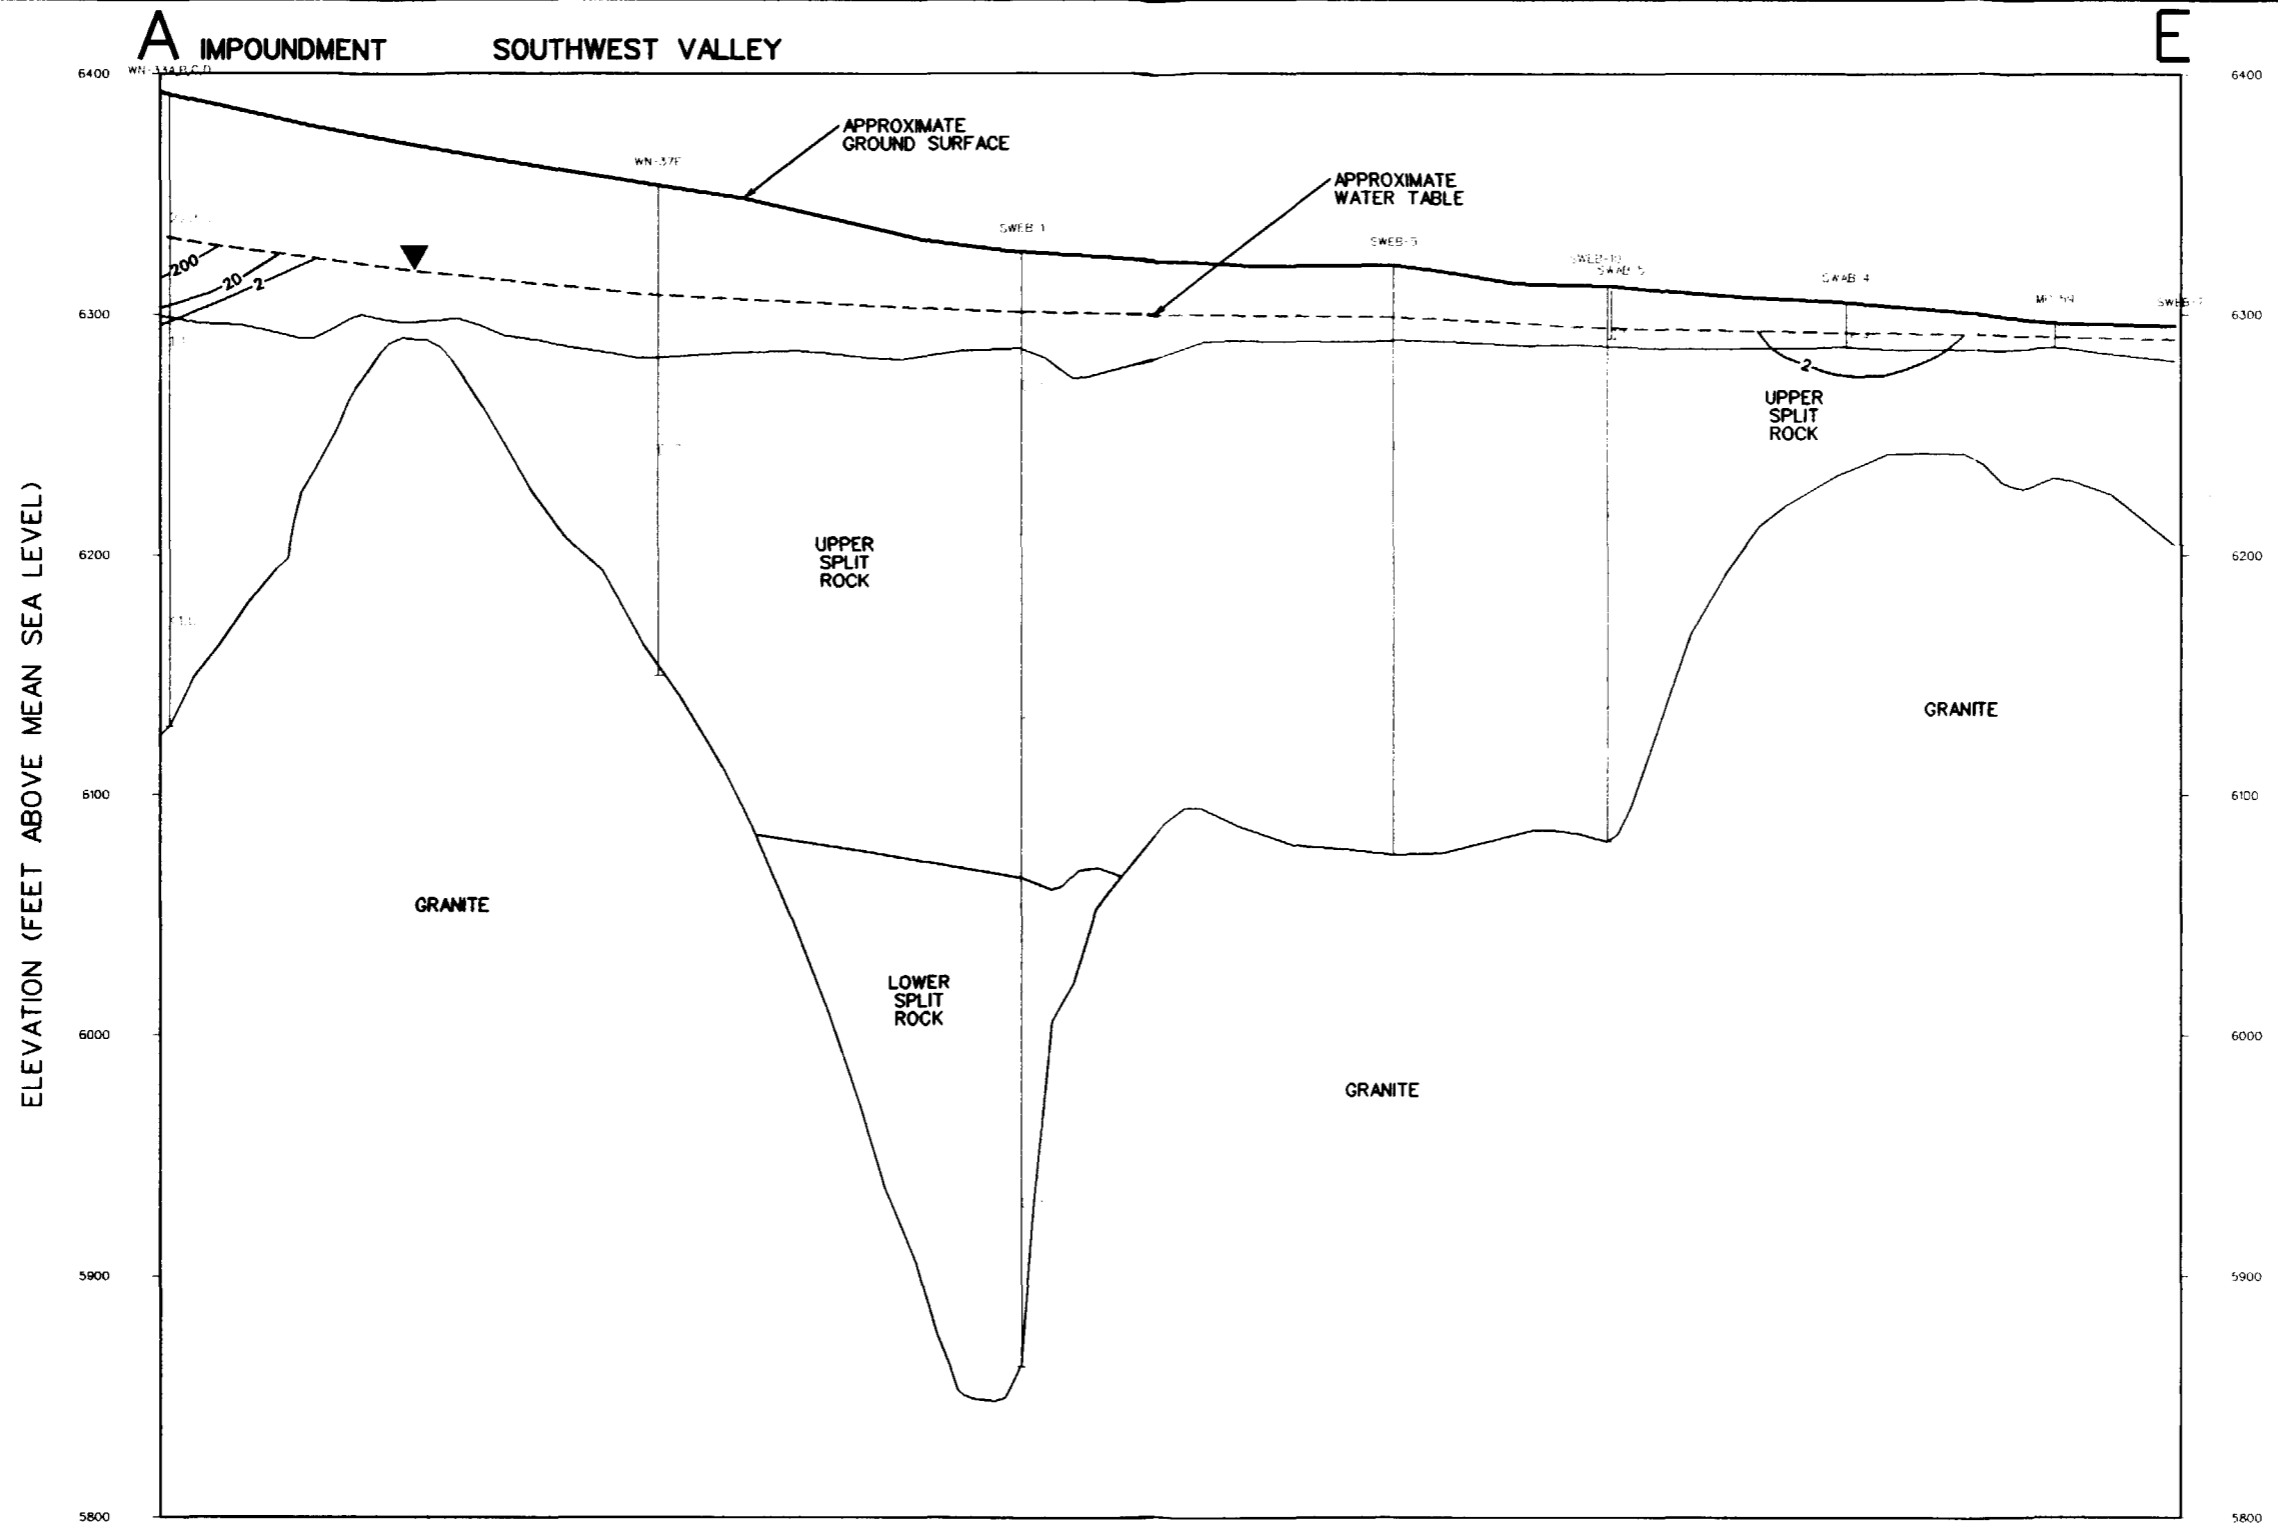 A IMPOUNDMENT SOUTHWEST VALLEY E
6400
6400
APPROXIMATE
GROUND SURFACE
WN-37F
APPROXIMATE
WATER TABLE
SWEB-1
SWAB-4
200
20
2
6300
6300
2
UPPER
SPLIT
ROCK
ELEVATION (FEET ABOVE MEAN SEA LEVEL)
UPPER
SPLIT
ROCK
6200
6200
GRANITE
6100
6100
GRANITE
LOWER
SPLIT
ROCK
6000
6000
GRANITE
5900
5900
5800
5800